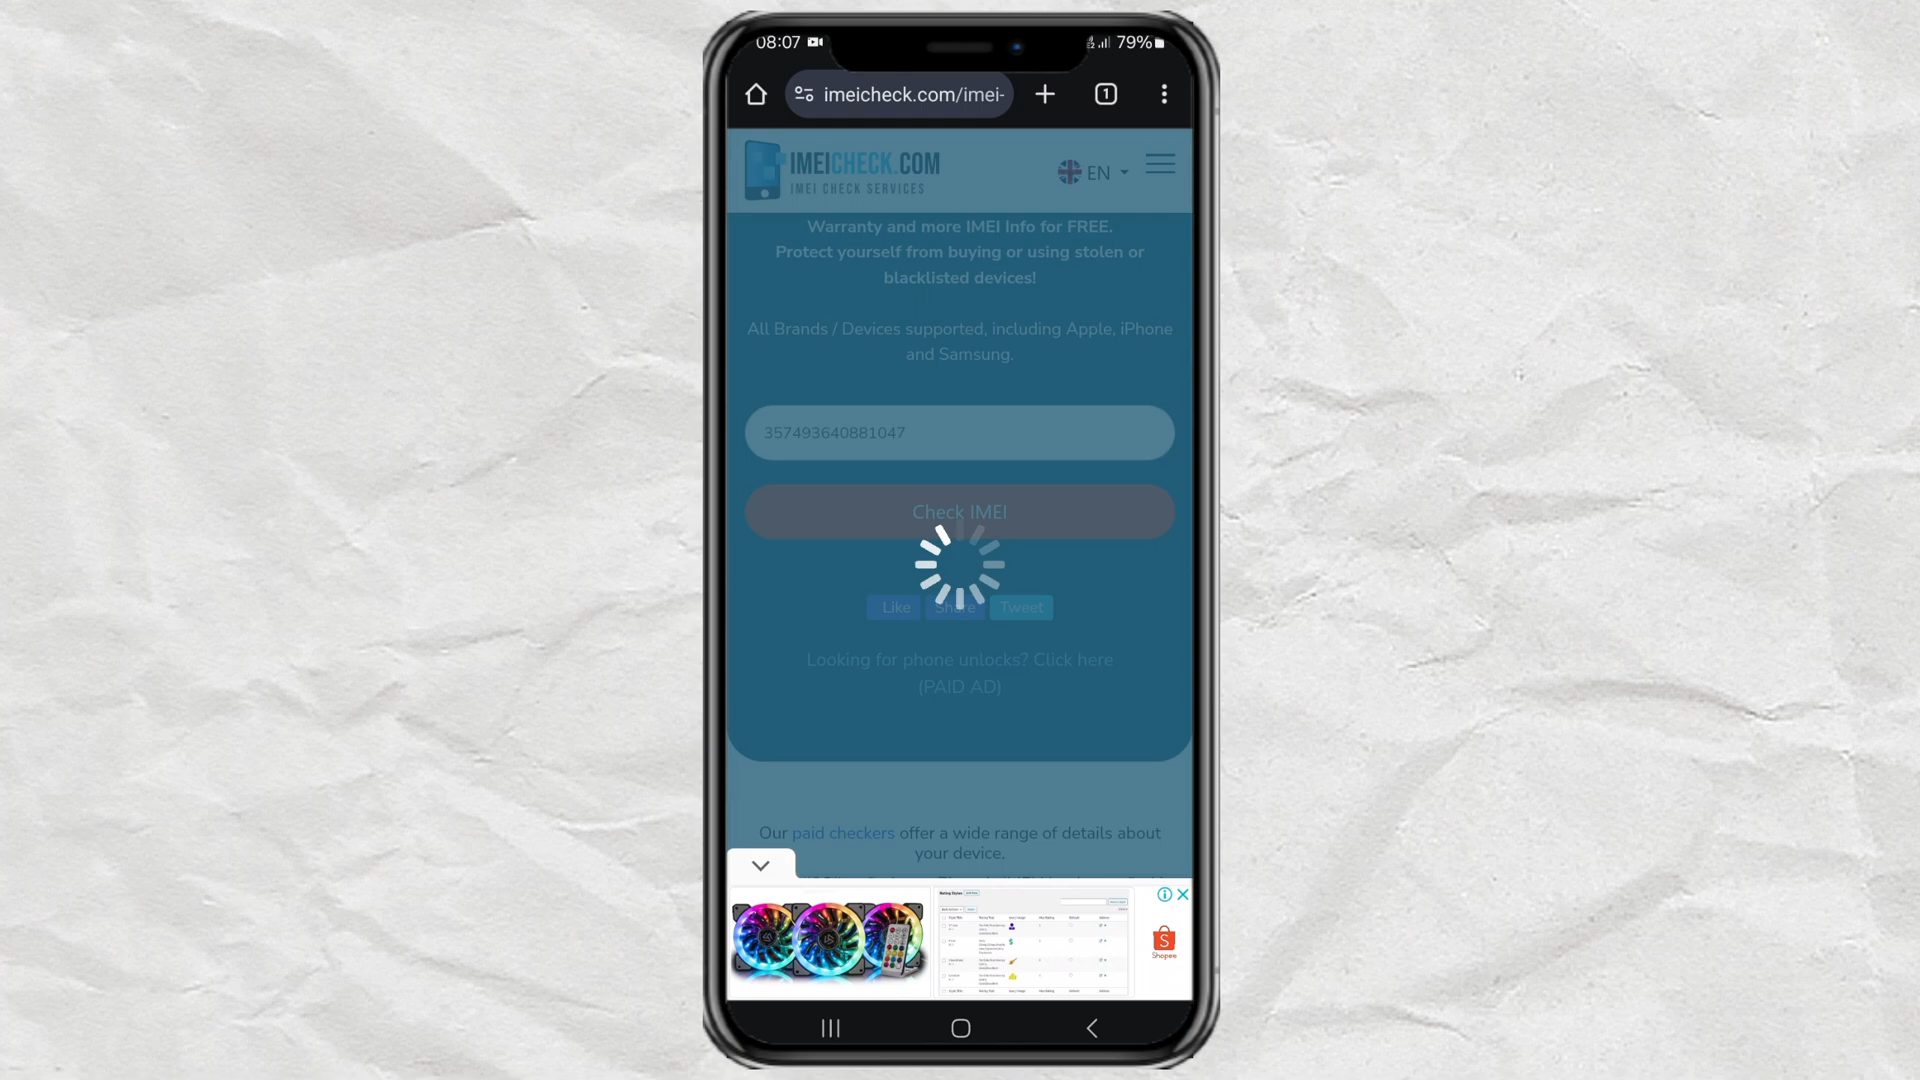 08:07
79%
imeicheck.com/imei-
1
IMEICHECK.COM
IMEI CHECK SERVICES
EN
Warranty and more IMEI Info for FREE.
Protect yourself from buying or using stolen or
blacklisted devices!
All Brands / Devices supported, including Apple, iPhone
and Samsung.
357493640881047
Check IMEI
Like
Share
Tweet
Looking for phone unlocks? Click here
(PAID AD)
Our paid checkers offer a wide range of details about
your device.
Shopee